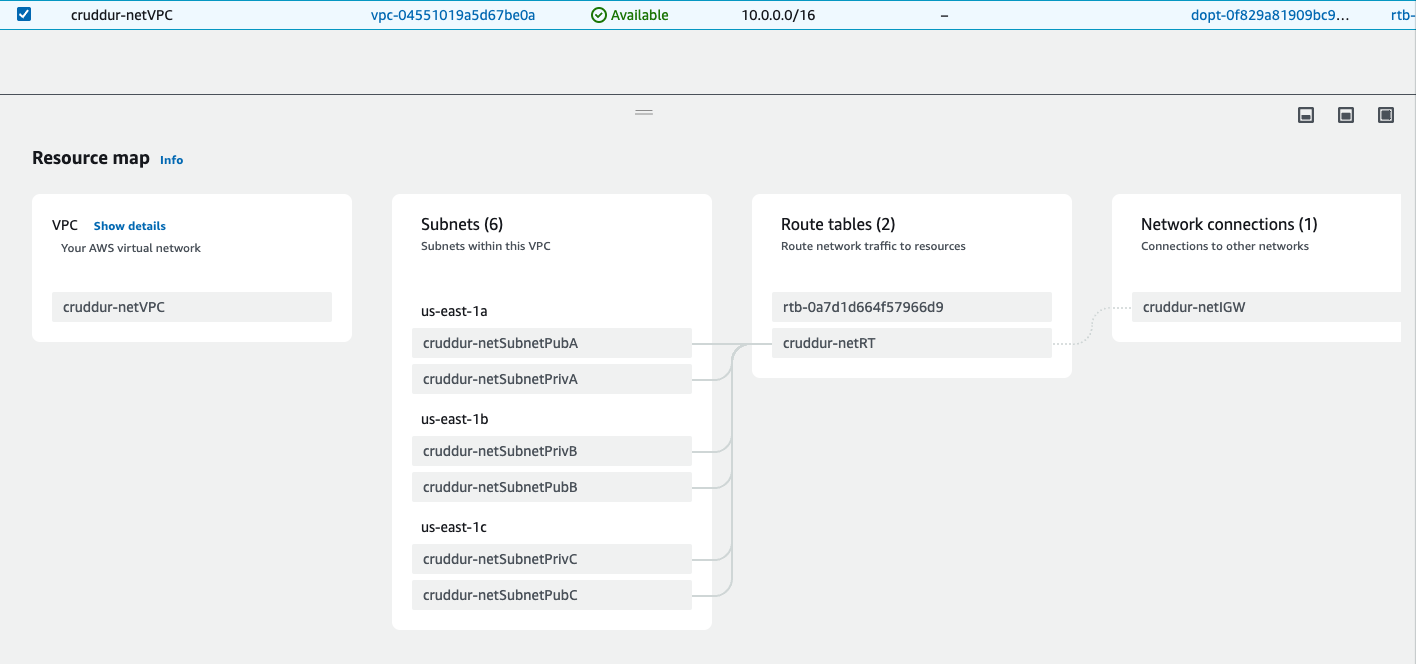 cruddur-netVPC vpc-04551019a5d67be0a Available 10.0.0.0/16 – dopt-0f829a81909bc9... rtb-
Resource map Info
VPC Show details
Your AWS virtual network
cruddur-netVPC
Subnets (6)
Subnets within this VPC
us-east-1a
cruddur-netSubnetPubA
cruddur-netSubnetPrivA
us-east-1b
cruddur-netSubnetPrivB
cruddur-netSubnetPubB
us-east-1c
cruddur-netSubnetPrivC
cruddur-netSubnetPubC
Route tables (2)
Route network traffic to resources
rtb-0a7d1d664f57966d9
cruddur-netRT
Network connections (1)
Connections to other networks
cruddur-netIGW